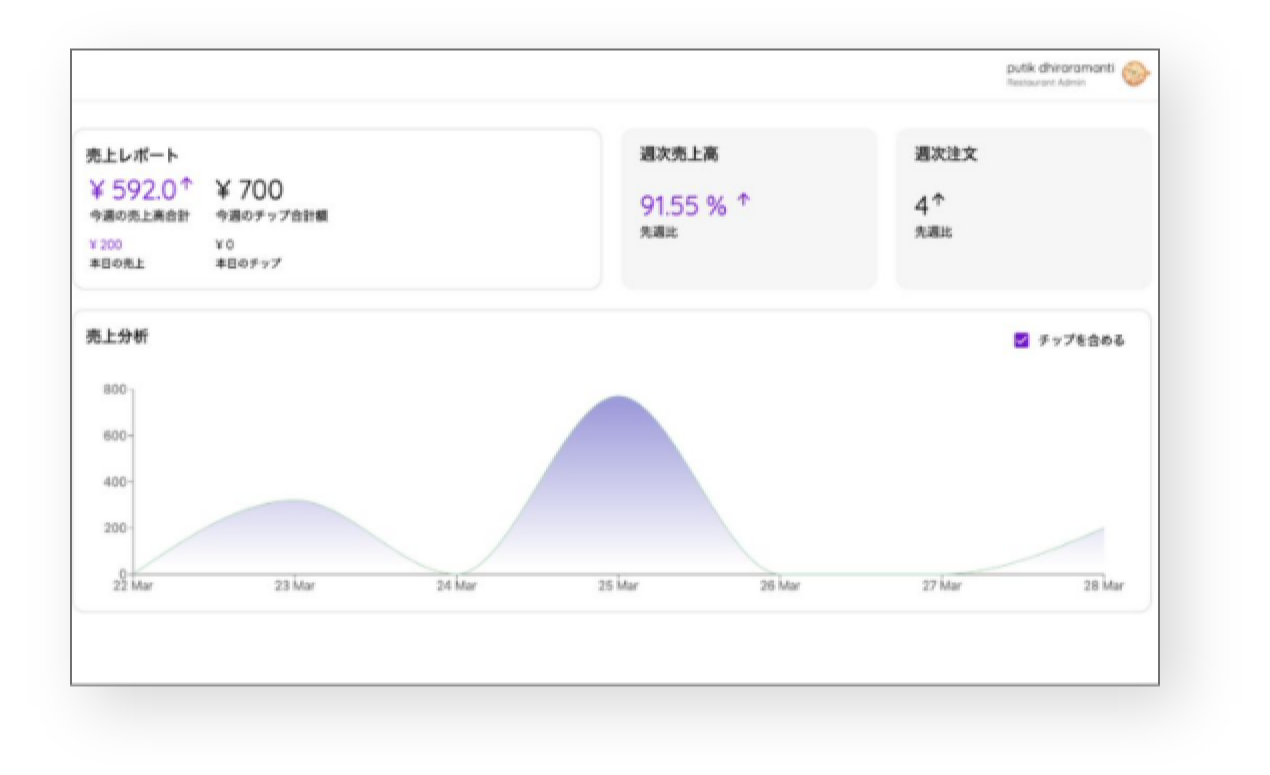 putik dhiraramanti
Restaurant Admin
売上レポート
¥ 592.0↑ ¥ 700
今週の売上高合計 今週のチップ合計額
¥ 200 ¥ 0
本日の売上 本日のチップ
週次売上高
91.55 % ↑
先週比
週次注文
4↑
先週比
売上分析
チップを含める
800
600
400
200
0
22 Mar 23 Mar 24 Mar 25 Mar 26 Mar 27 Mar 28 Mar